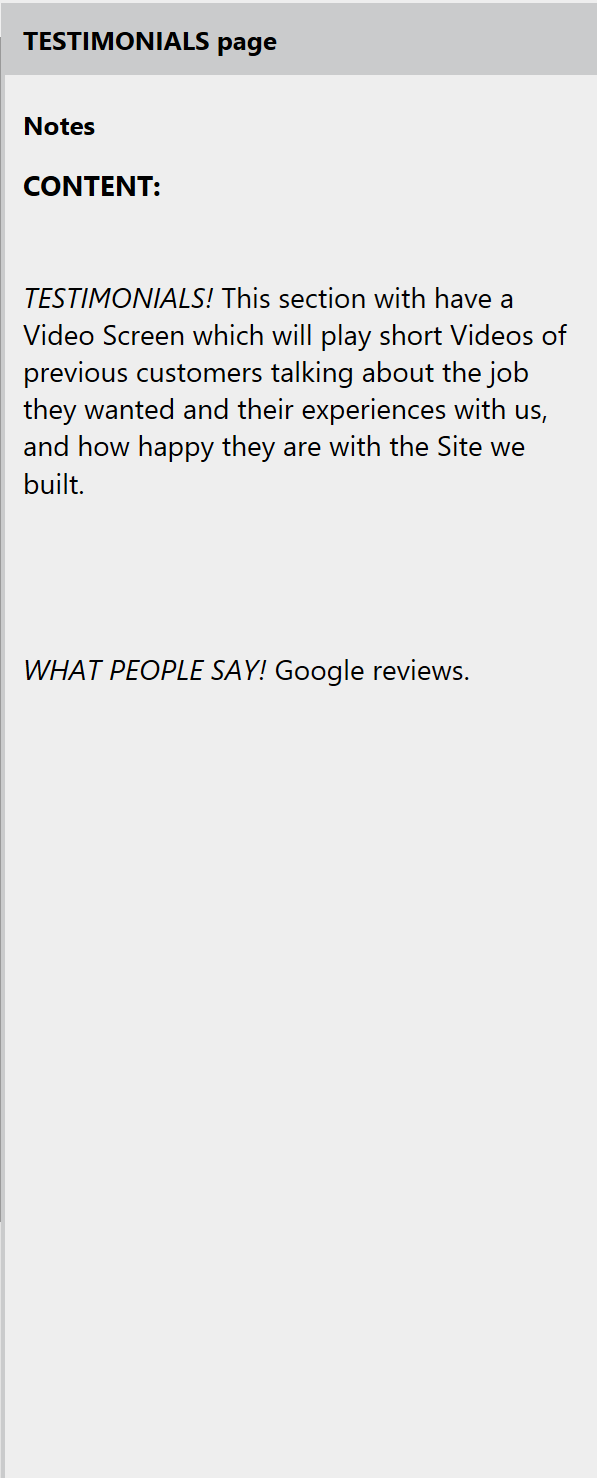 TESTIMONIALS page
Notes
CONTENT:
TESTIMONIALS! This section with have a
Video Screen which will play short Videos of
previous customers talking about the job
they wanted and their experiences with us,
and how happy they are with the Site we
built.
WHAT PEOPLE SAY! Google reviews.